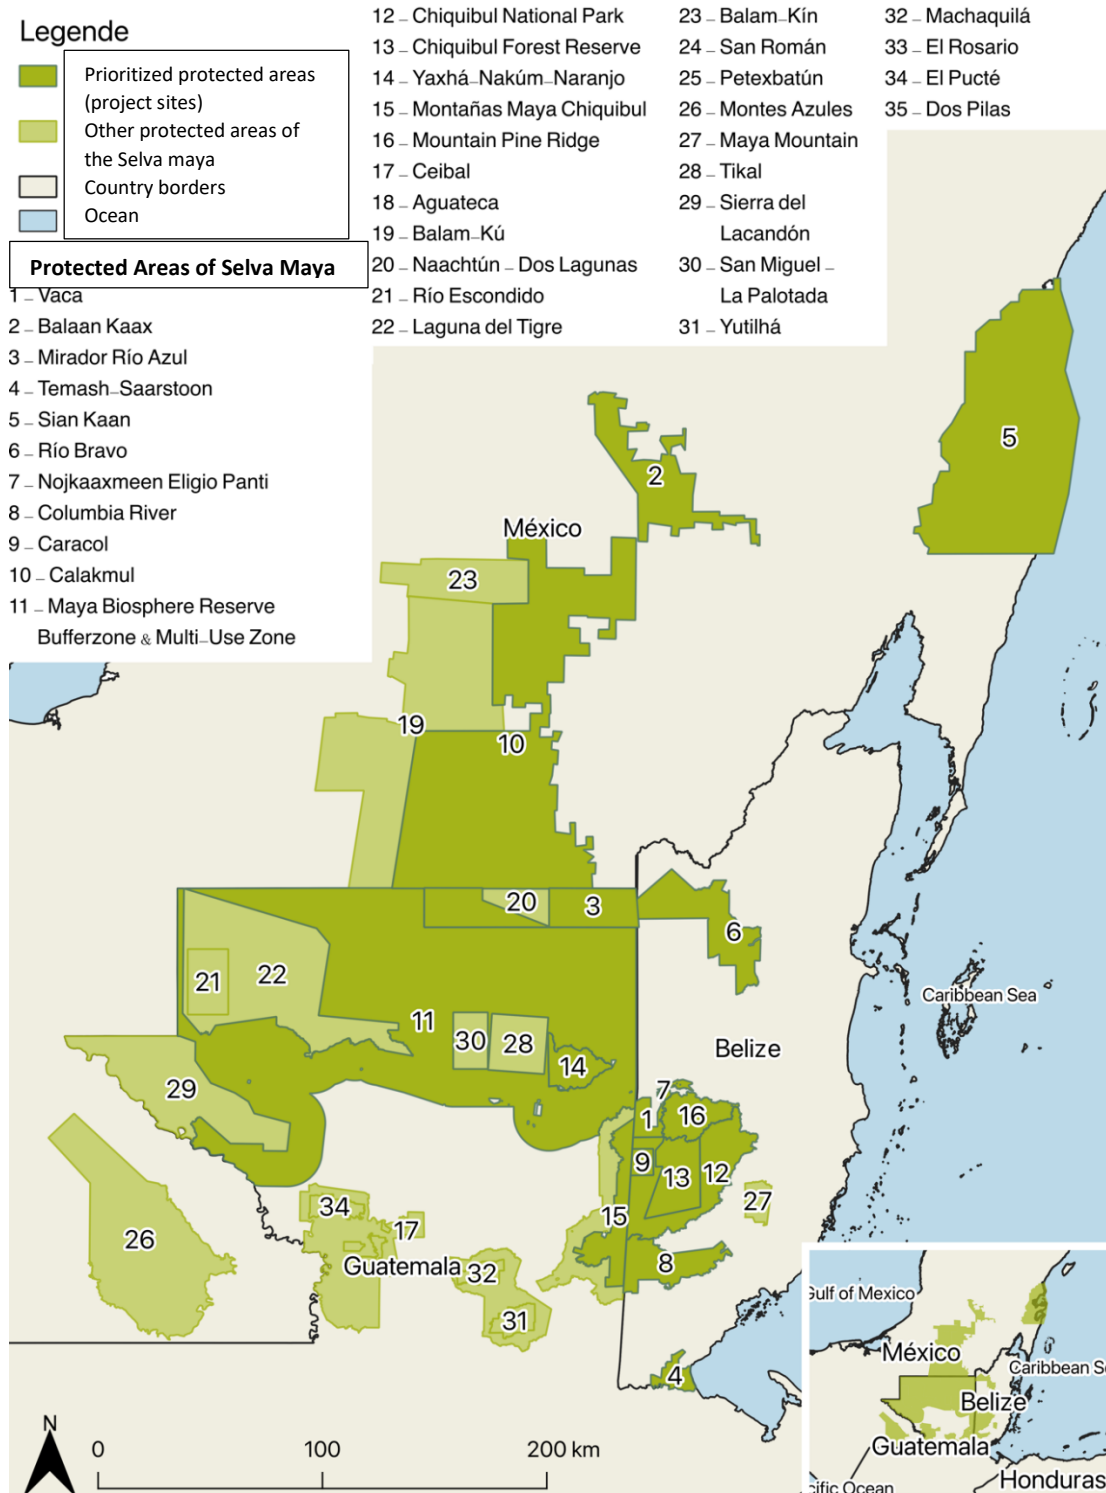 Legende
Prioritized protected areas
(project sites)
Other protected areas of
the Selva maya
Country borders
Ocean
Protected Areas of Selva Maya
1 – Vaca
2 – Balaan Kaax
3 – Mirador Río Azul
4 – Temash–Saarstoon
5 – Sian Kaan
6 – Río Bravo
7 – Nojkaaxmeen Eligio Panti
8 – Columbia River
9 – Caracol
10 – Calakmul
11 – Maya Biosphere Reserve
Bufferzone & Multi–Use Zone
12 – Chiquibul National Park
13 – Chiquibul Forest Reserve
14 – Yaxhá–Nakúm–Naranjo
15 – Montañas Maya Chiquibul
16 – Mountain Pine Ridge
17 – Ceibal
18 – Aguateca
19 – Balam–Kú
20 – Naachtún – Dos Lagunas
21 – Río Escondido
22 – Laguna del Tigre
23 – Balam–Kín
24 – San Román
25 – Petexbatún
26 – Montes Azules
27 – Maya Mountain
28 – Tikal
29 – Sierra del
Lacandón
30 – San Miguel –
La Palotada
31 – Yutilhá
32 – Machaquilá
33 – El Rosario
34 – El Pucté
35 – Dos Pilas
5
2
México
23
19
10
20
3
6
21
22
Caribbean Sea
11
30
28
14
Belize
29
7
1
16
9
13
12
27
34
17
15
26
Guatemala
32
8
31
4
N
0 100 200 km
Gulf of Mexico
México
Caribbean Se
Belize
Guatemala
cific Ocean
Honduras